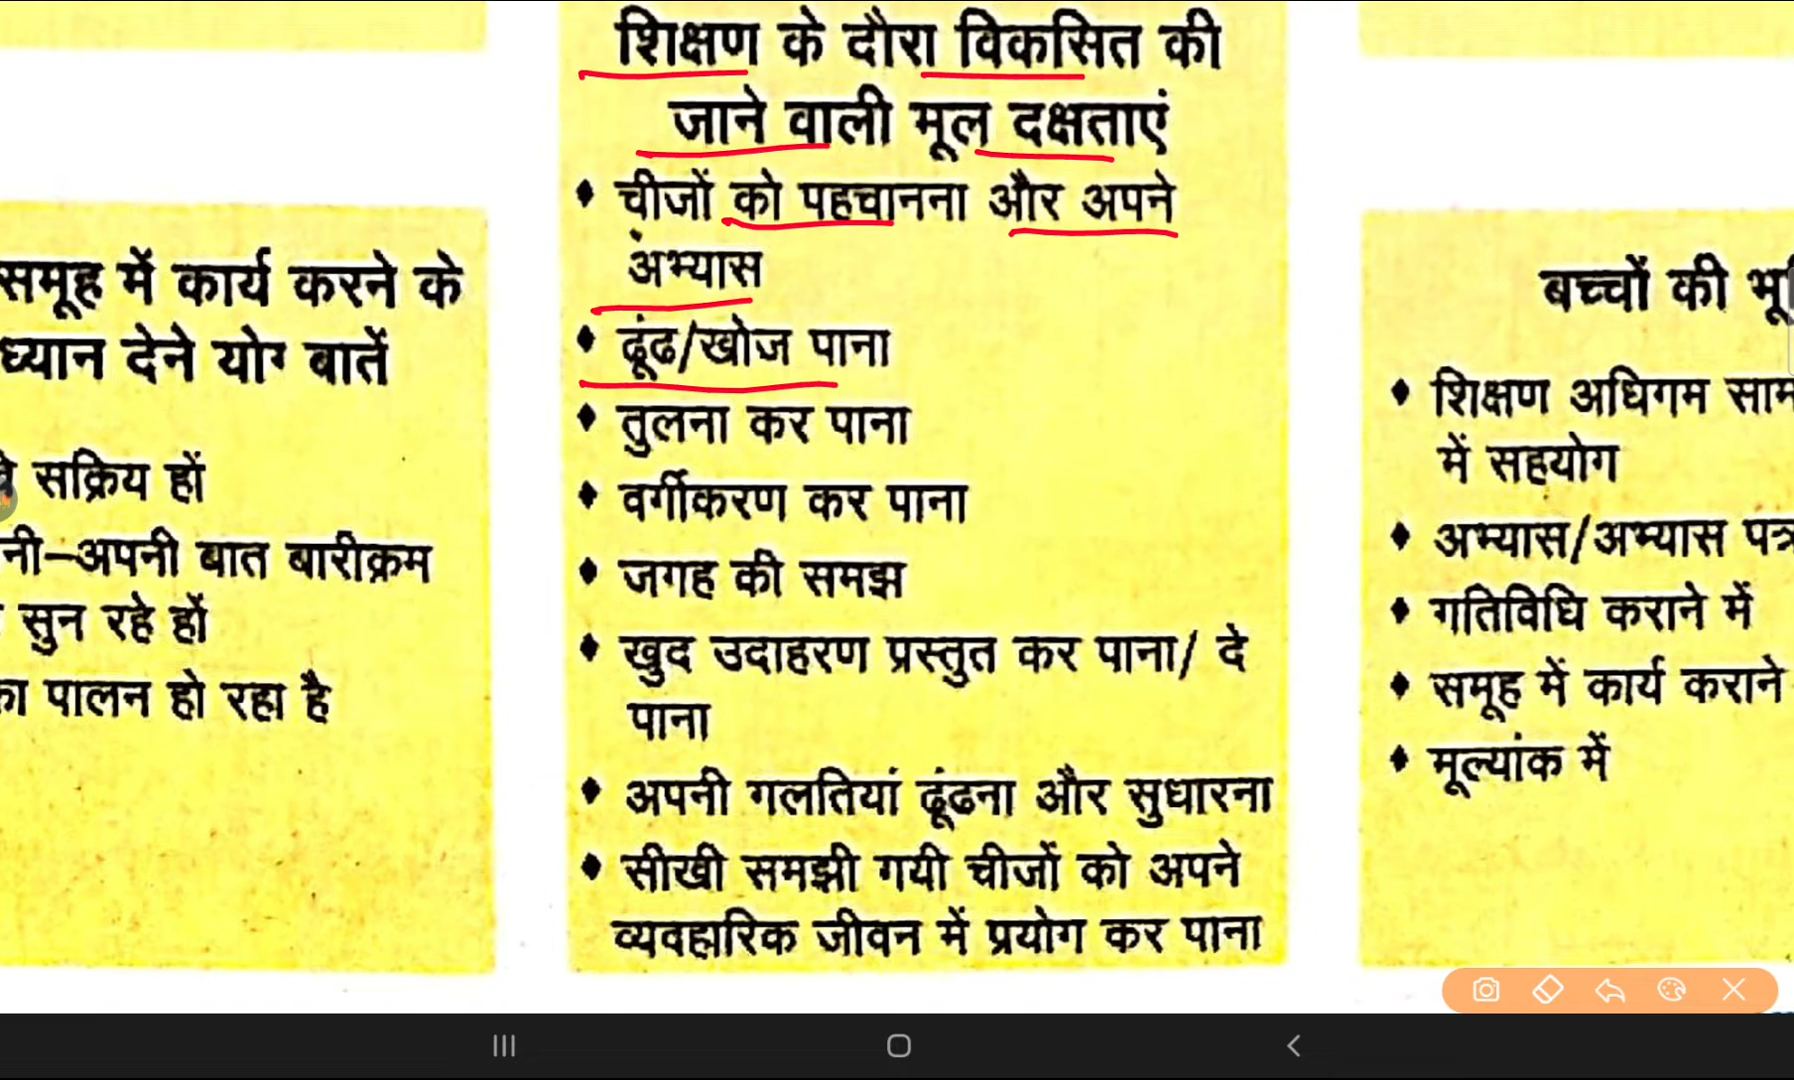 शिक्षण के दौरा विकसित की
जाने वाली मूल दक्षताएं
♦ चीजों को पहचानना और अपने
अभ्यास
♦ ढूंढ/खोज पाना
♦ तुलना कर पाना
♦ वर्गीकरण कर पाना
♦ जगह की समझ
♦ खुद उदाहरण प्रस्तुत कर पाना/ दे
पाना
♦ अपनी गलतियां ढूंढना और सुधारना
♦ सीखी समझी गयी चीजों को अपने
व्यवहारिक जीवन में प्रयोग कर पाना
समूह में कार्य करने के
ध्यान देने योग बातें
सक्रिय हों
नी–अपनी बात बारीक्रम
सुन रहे हों
का पालन हो रहा है
बच्चों की
♦ शिक्षण अधिगम
में सहयोग
♦ अभ्यास/अभ्यास पत्र
♦ गतिविधि कराने में
♦ समूह में कार्य कराने
♦ मूल्यांक में